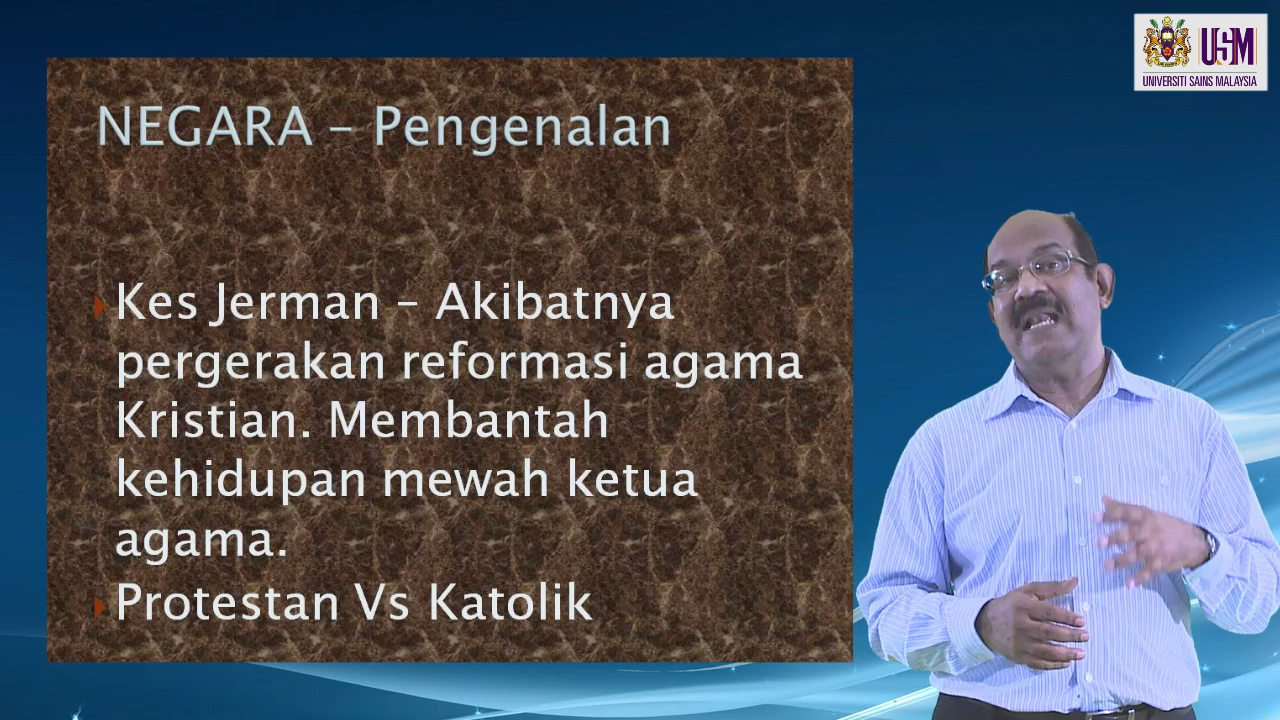 USM
UNIVERSITI SAINS MALAYSIA
NEGARA – Pengenalan
Kes Jerman – Akibatnya
pergerakan reformasi agama
Kristian. Membantah
kehidupan mewah ketua
agama.
Protestan Vs Katolik